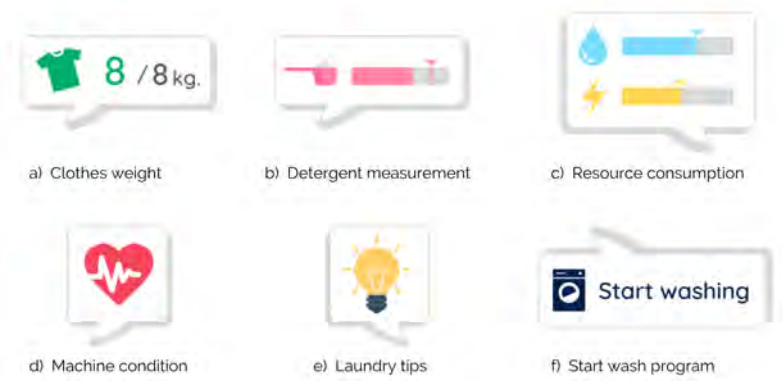 8 / 8 kg.
a) Clothes weight
b) Detergent measurement
c) Resource consumption
Start washing
d) Machine condition
e) Laundry tips
f) Start wash program